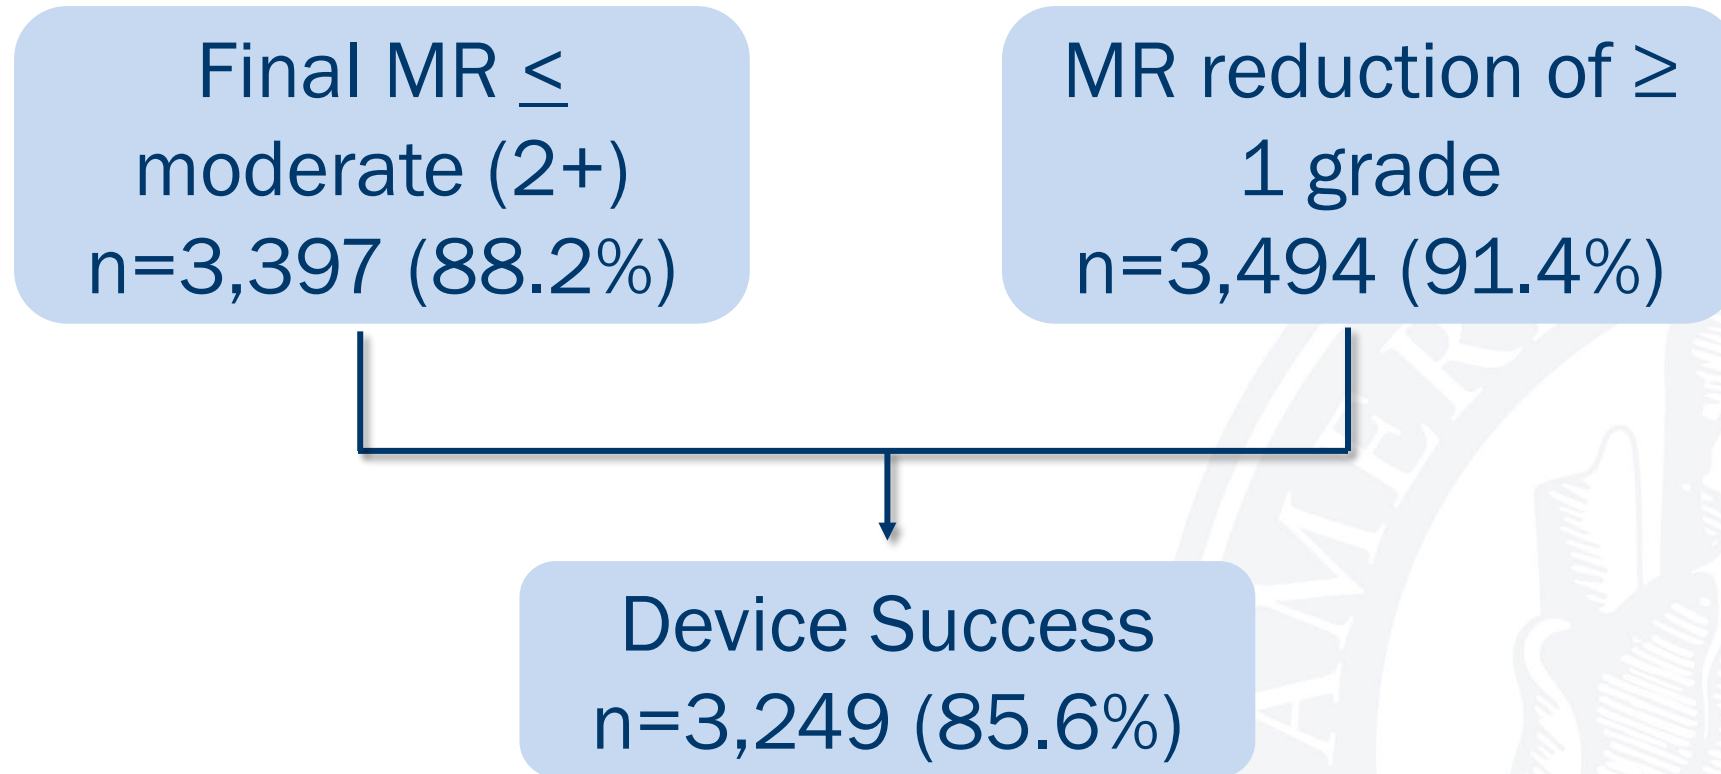 Final MR ≤
moderate (2+)
n=3,397 (88.2%)
MR reduction of ≥
1 grade
n=3,494 (91.4%)
Device Success
n=3,249 (85.6%)
AMER